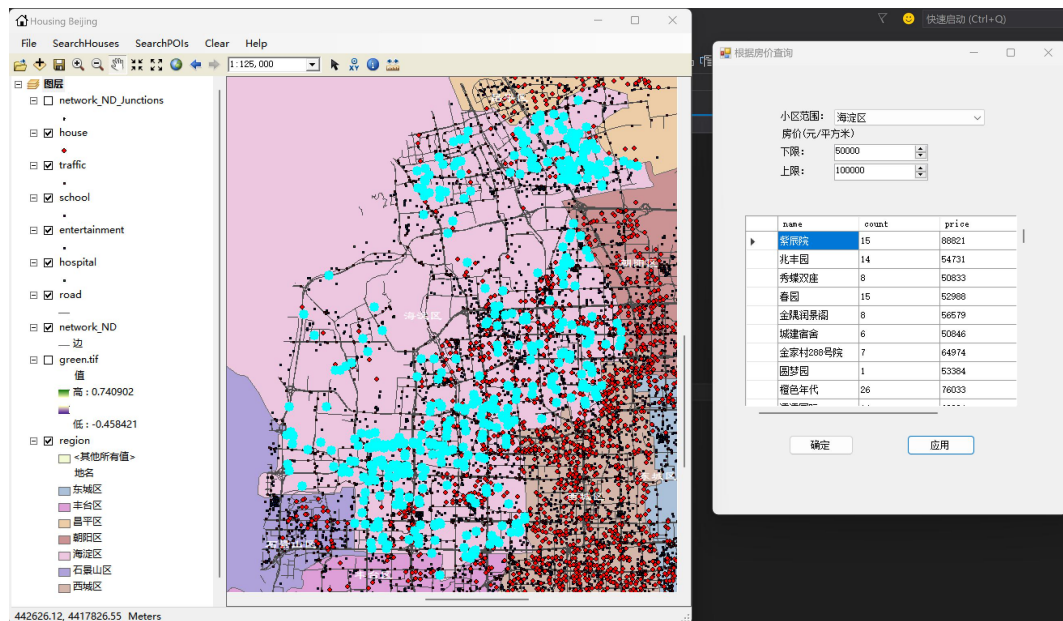 Housing Beijing
File SearchHouses SearchPOIs Clear Help
1:125,000
图层
network_ND_Junctions
house
traffic
school
entertainment
hospital
road
network_ND
边
green.tif
值
高 : 0.740902
低 : -0.458421
region
<其他所有值>
地名
东城区
丰台区
昌平区
朝阳区
海淀区
石景山区
西城区
海淀区
442626.12, 4417826.55 Meters
快速启动 (Ctrl+Q)
根据房价查询
小区范围: 海淀区
房价(元/平方米)
下限: 50000
上限: 100000
name count price
紫辰院 15 88821
兆丰园 14 54731
秀蝶双座 8 50833
春园 15 52988
金隅润景阁 8 56579
城建宿舍 6 50846
金家村288号院 7 64974
圆梦园 1 53384
橙色年代 26 76033
确定 应用